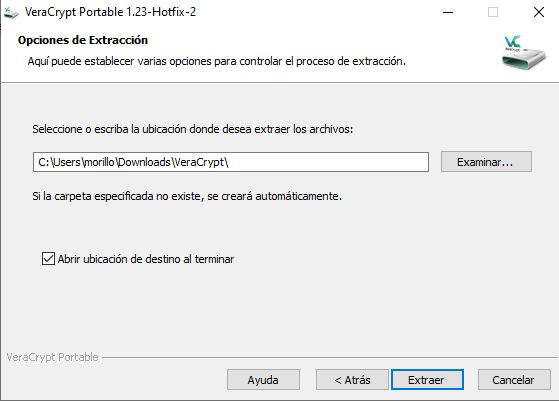 VeraCrypt Portable 1.23-Hotfix-2
Opciones de Extracción
Aquí puede establecer varias opciones para controlar el proceso de extracción.
VC
VeraCrypt
Seleccione o escriba la ubicación donde desea extraer los archivos:
C:\Users\morillo\Downloads\VeraCrypt\
Examinar...
Si la carpeta especificada no existe, se creará automáticamente.
Abrir ubicación de destino al terminar
VeraCrypt Portable
Ayuda
< Atrás
Extraer
Cancelar